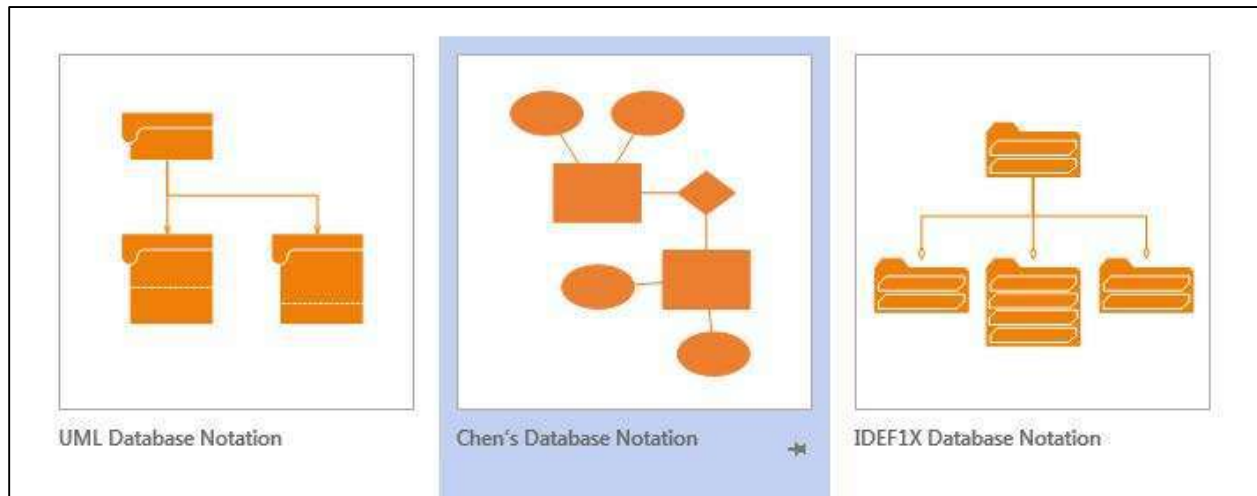 UML Database Notation
Chen's Database Notation
IDEF1X Database Notation